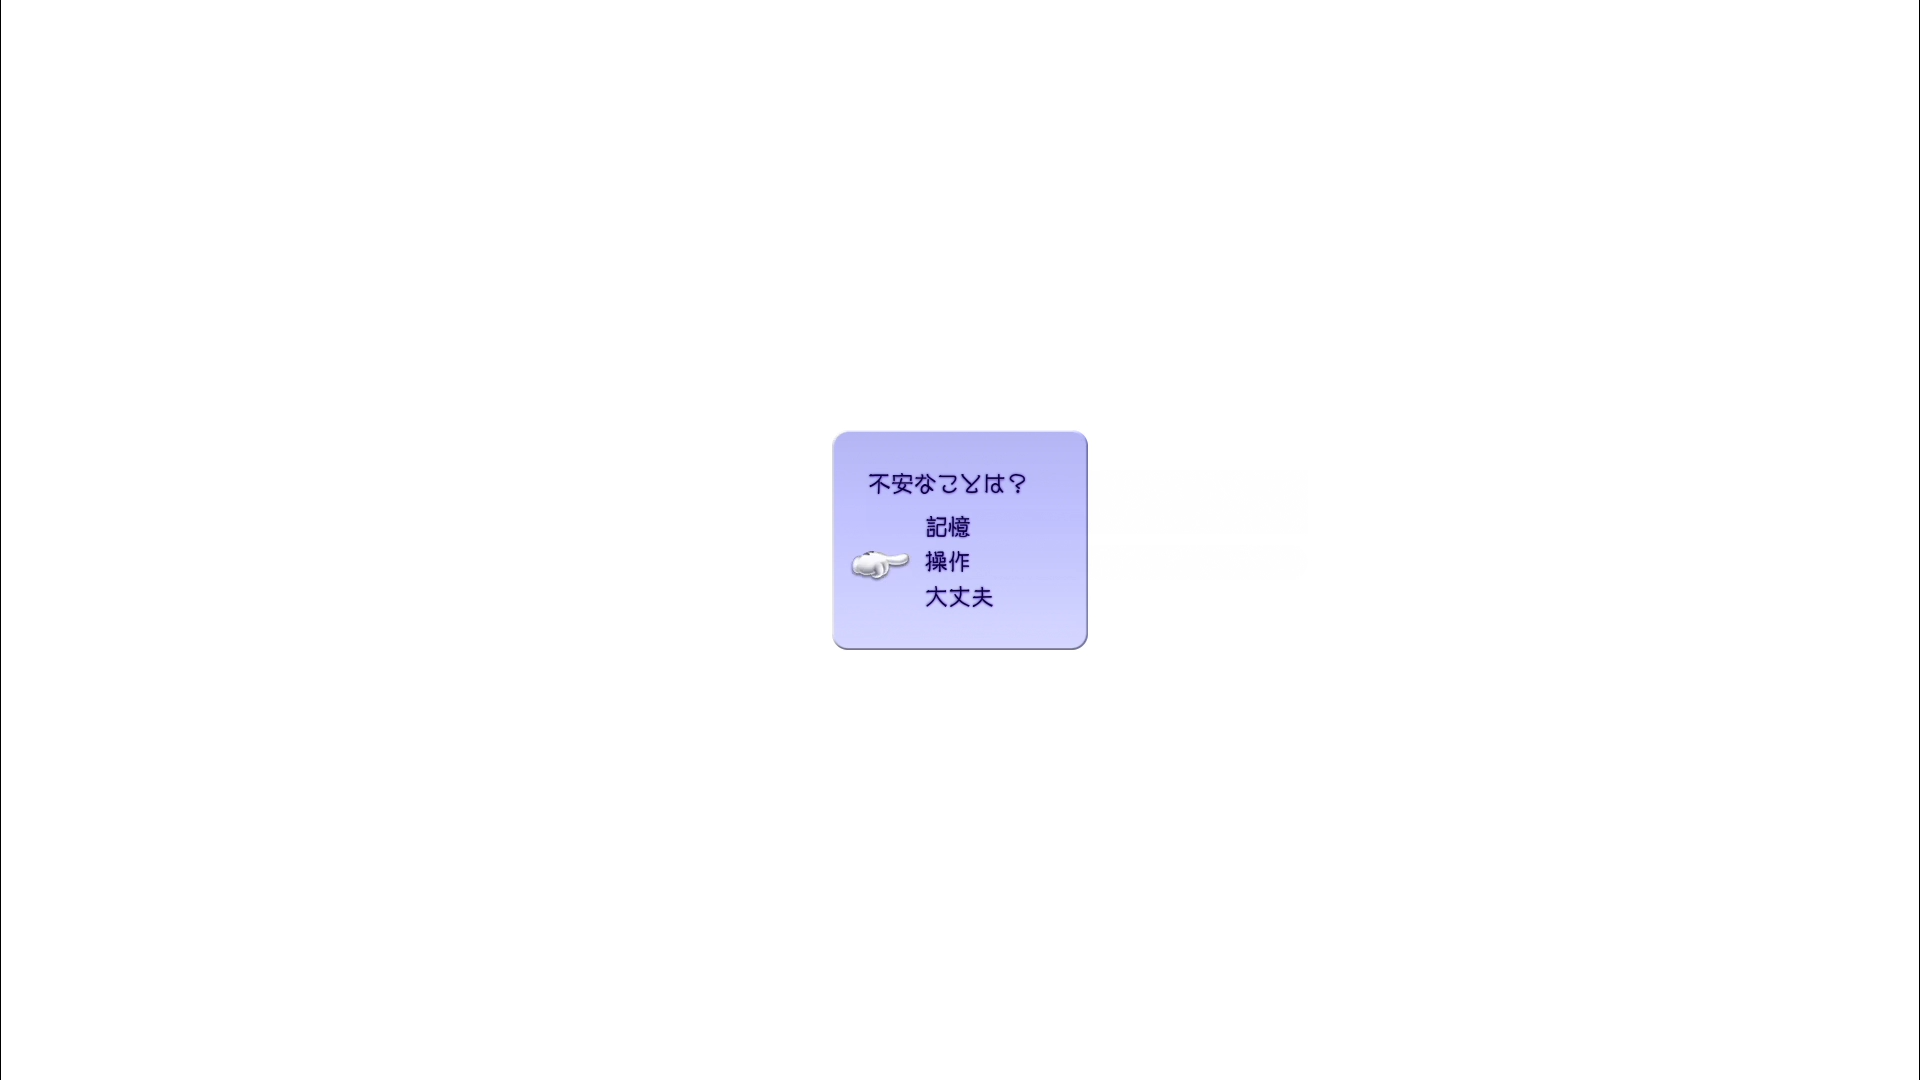 不安なことは？
記憶
操作
大丈夫